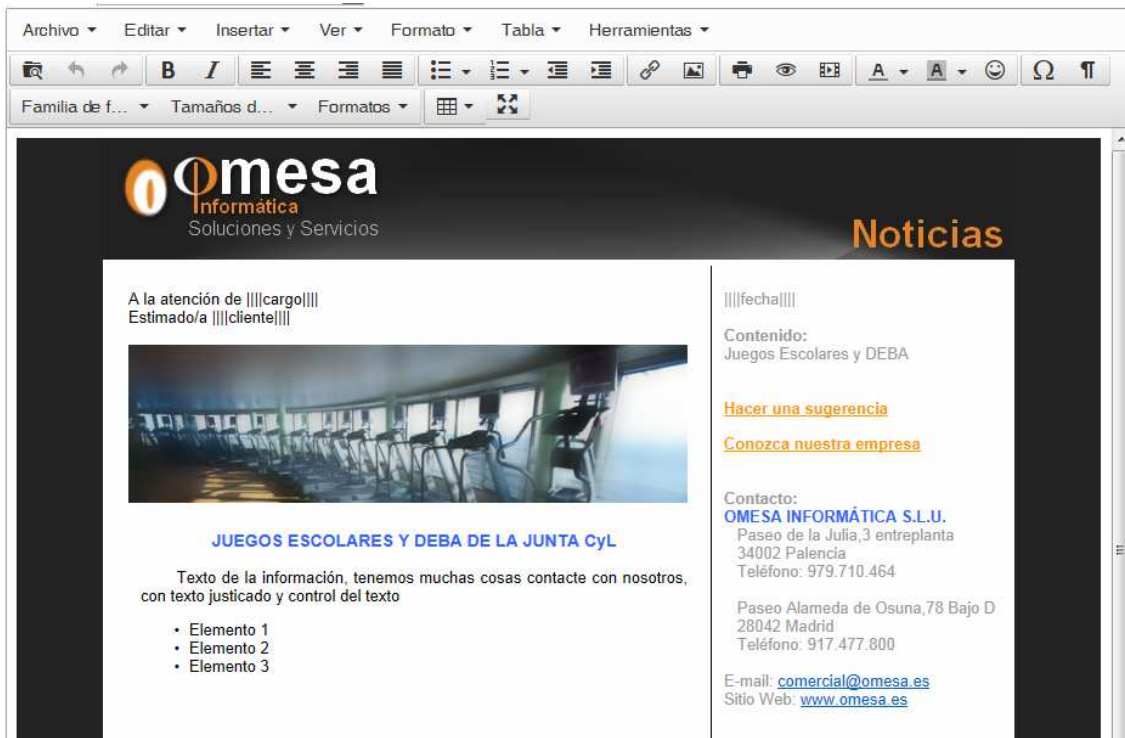 Archivo Editar Insertar Ver Formato Tabla Herramientas
Familia de f... Tamaños d... Formatos
Omesa
Informática
Soluciones y Servicios
Noticias
A la atención de ||||cargo||||
Estimado/a ||||cliente||||
JUEGOS ESCOLARES Y DEBA DE LA JUNTA CyL
Texto de la información, tenemos muchas cosas contacte con nosotros,
con texto justicado y control del texto
• Elemento 1
• Elemento 2
• Elemento 3
||||fecha||||
Contenido:
Juegos Escolares y DEBA
Hacer una sugerencia
Conozca nuestra empresa
Contacto:
OMESA INFORMÁTICA S.L.U.
Paseo de la Julia,3 entreplanta
34002 Palencia
Teléfono: 979.710.464
Paseo Alameda de Osuna,78 Bajo D
28042 Madrid
Teléfono: 917.477.800
E-mail: comercial@omesa.es
Sitio Web: www.omesa.es